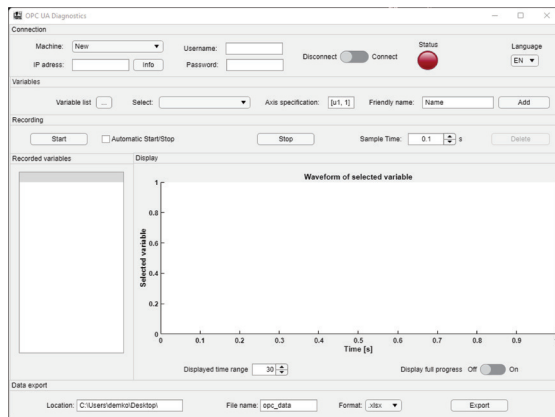 OPC UA Diagnostics
Connection
Machine: New Username: Status Language
Disconnect Connect EN
IP adress: Info Password:
Variables
Variable list ... Select: Axis specification: [u1, 1] Friendly name: Name Add
Recording
Start Automatic Start/Stop Stop Sample Time: 0.1 s Delete
Recorded variables Display
Waveform of selected variable
1
0.8
0.6
0.4
0.2
0
Selected variable
0 0.1 0.2 0.3 0.4 0.5 0.6 0.7 0.8 0.9
Time [s]
Displayed time range 30 Display full progress Off On
Data export
Location: C:\Users\demko\Desktop\ File name: opc_data Format: .xlsx Export